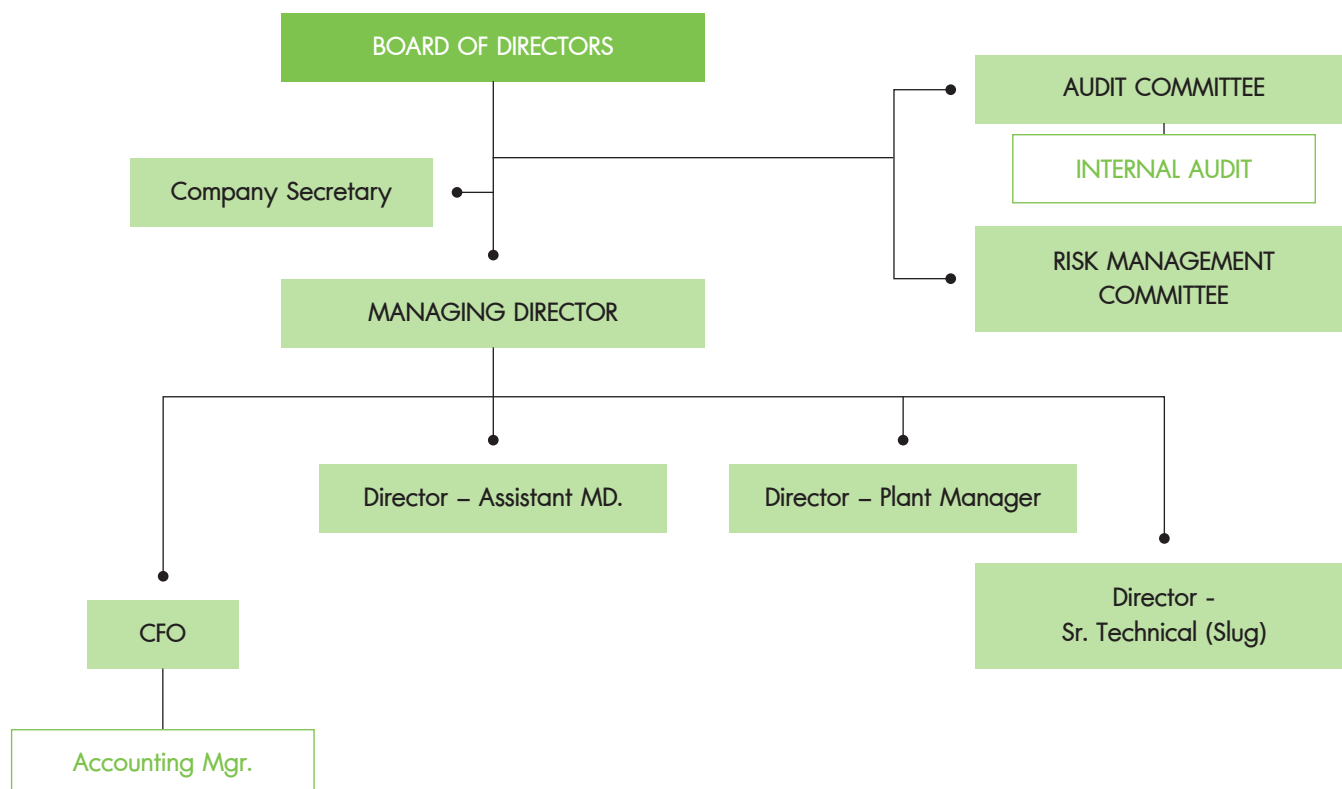 BOARD OF DIRECTORS
AUDIT COMMITTEE
INTERNAL AUDIT
Company Secretary
RISK MANAGEMENT
COMMITTEE
MANAGING DIRECTOR
Director – Assistant MD.
Director – Plant Manager
Director -
Sr. Technical (Slug)
CFO
Accounting Mgr.